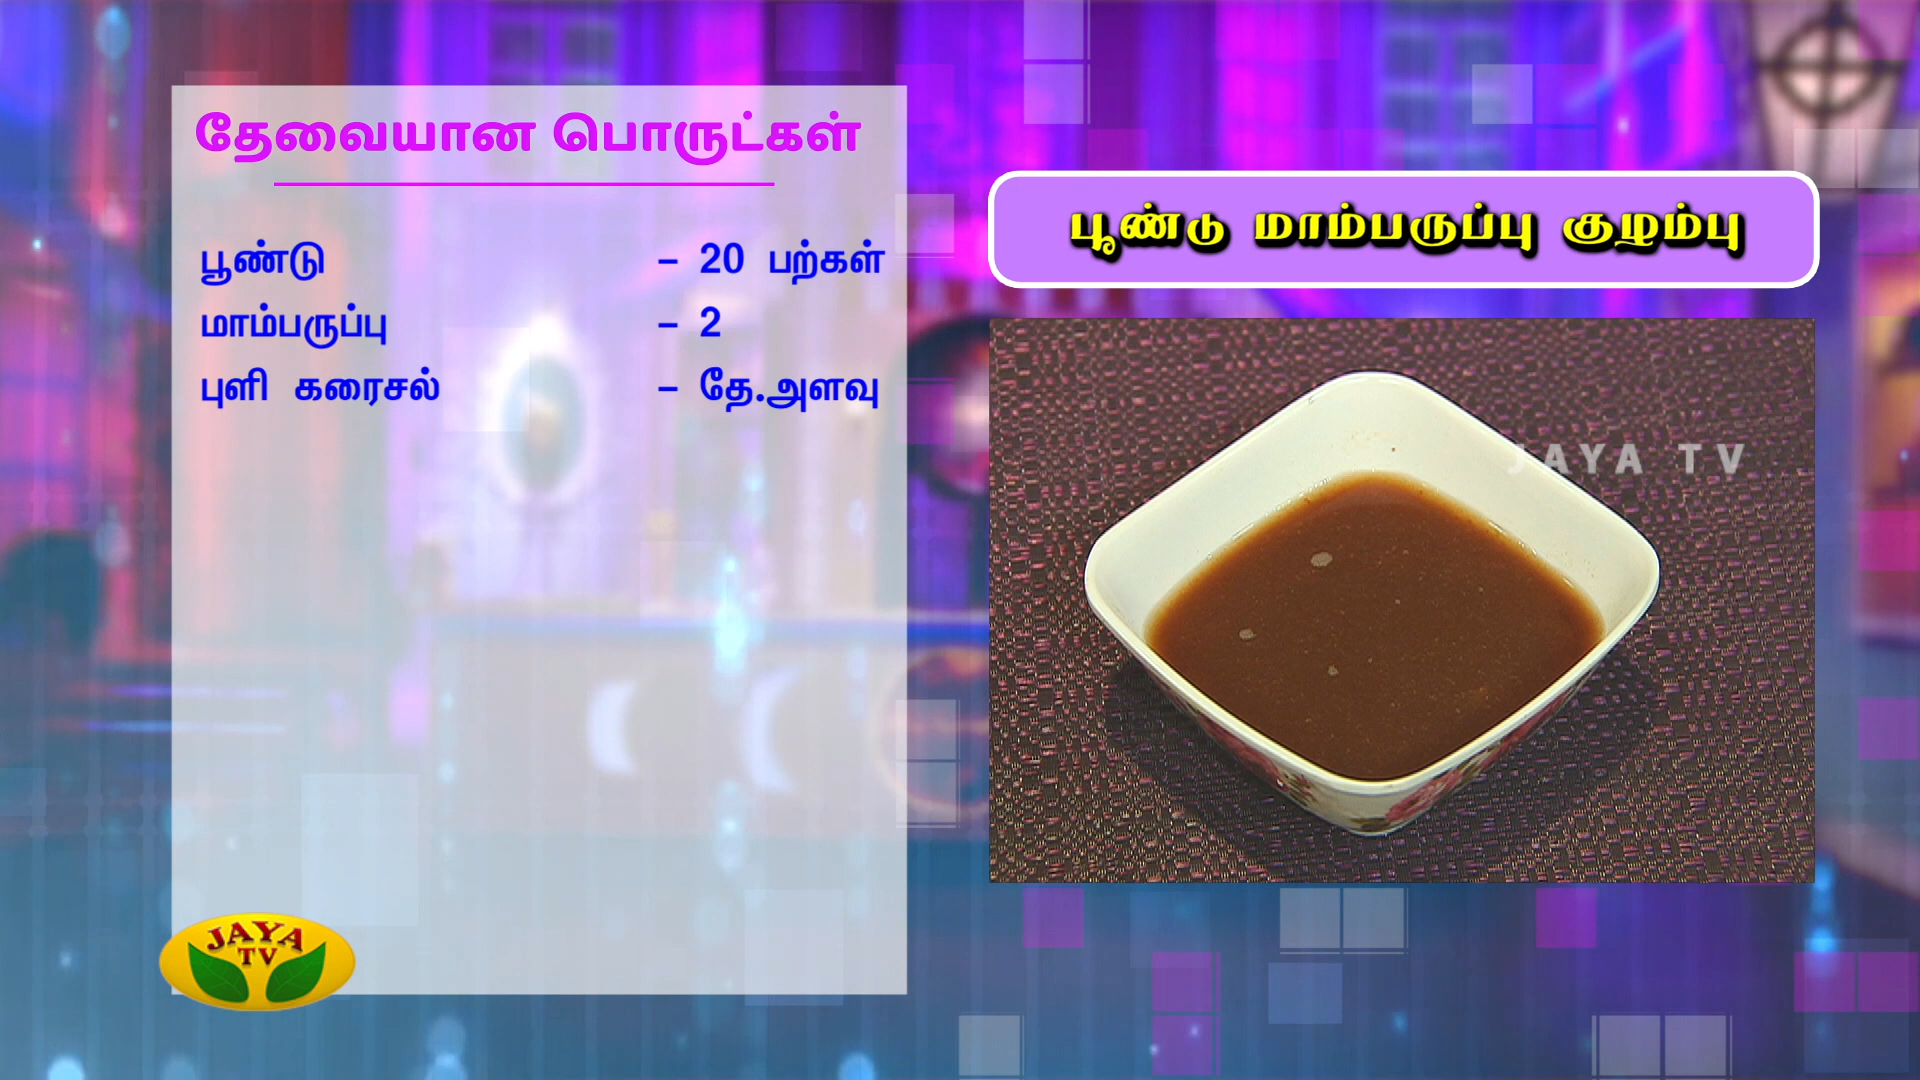 தேவையான பொருட்கள்
பூண்டு – 20 பற்கள்
மாம்பருப்பு – 2
புளி கரைசல் – தே.அளவு
பூண்டு மாம்பருப்பு குழம்பு
JAYA TV
JAYA
TV